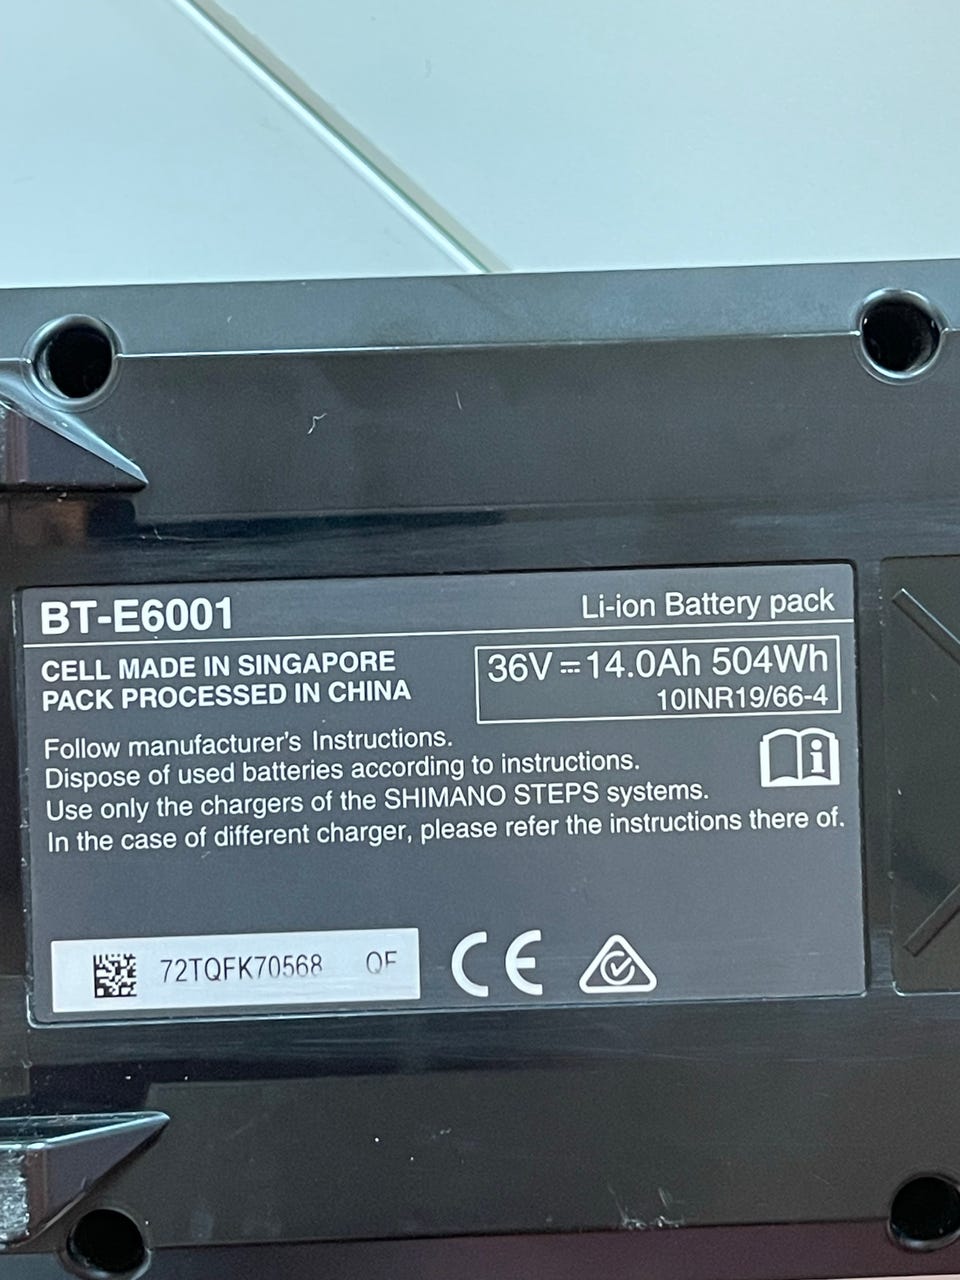 BT-E6001
Li-ion Battery pack
CELL MADE IN SINGAPORE
PACK PROCESSED IN CHINA
36V⎓14.0Ah 504Wh
10INR19/66-4
Follow manufacturer's Instructions.
Dispose of used batteries according to instructions.
Use only the chargers of the SHIMANO STEPS systems.
In the case of different charger, please refer the instructions there of.
72TQFK70568
CE